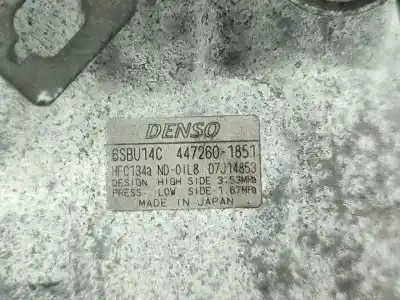 DENSO
6SBU14C 447260-1851
HFC134a ND-OIL8 07J14853
DESIGN HIGH SIDE 3.53MPa
PRESS. LOW SIDE 1.67MPa
MADE IN JAPAN